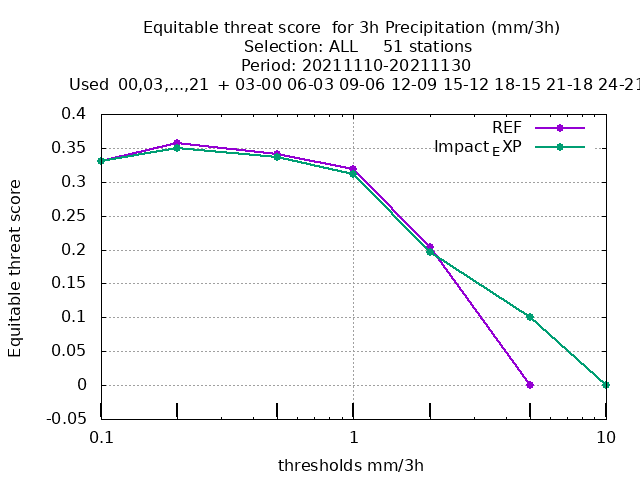 Equitable threat score  for 3h Precipitation (mm/3h)
Selection: ALL     51 stations
Period: 20211110-20211130
Used  00,03,...,21  + 03-00 06-03 09-06 12-09 15-12 18-15 21-18 24-21
REF
Impact_EXP
Equitable threat score
0.4
0.35
0.3
0.25
0.2
0.15
0.1
0.05
0
-0.05
0.1
1
10
thresholds mm/3h